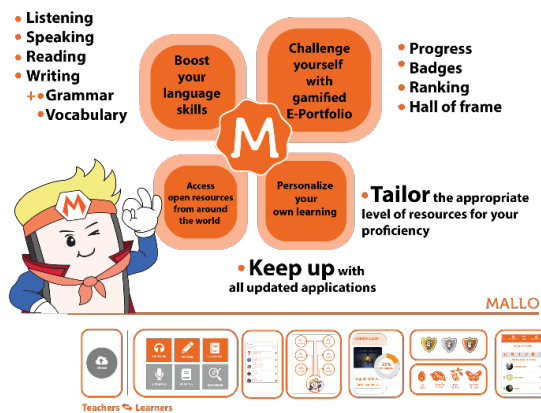 Listening
Speaking
Reading
Writing
+ Grammar
Vocabulary
Boost
your
language
skills
Challenge
yourself
with
gamified
E-Portfolio
Progress
Badges
Ranking
Hall of frame
M
Access
open resources
from around
the world
Personalize
your
own learning
Tailor the appropriate
level of resources for your
proficiency
Keep up with
all updated applications
M
MALLO
Teachers Learners